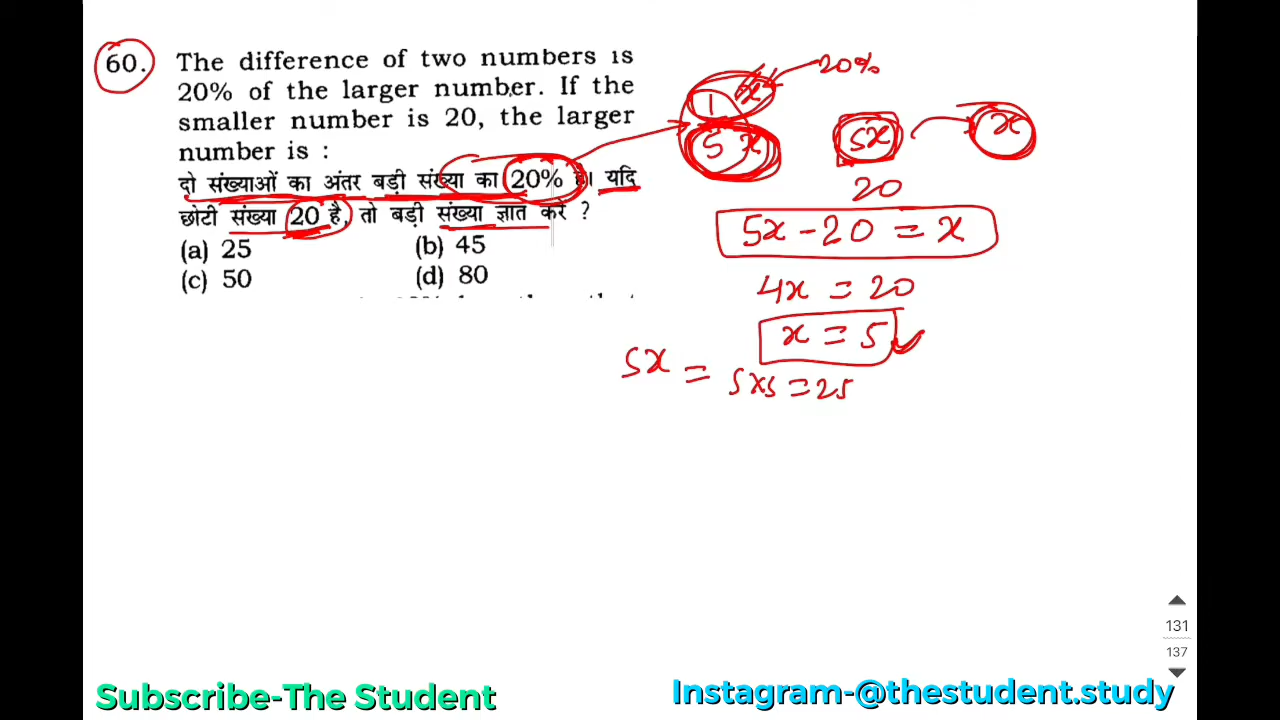 60. The difference of two numbers is
20% of the larger number. If the
smaller number is 20, the larger
number is :
दो संख्याओं का अंतर बड़ी संख्या का 20% है। यदि
छोटी संख्या 20 है, तो बड़ी संख्या ज्ञात करें ?
(a) 25 (b) 45
(c) 50 (d) 80
20%
1 x
5 x
5x x
20
5x - 20 = x
4x = 20
x = 5
5x = 5x5 = 25
131
137
Subscribe-The Student
Instagram-@thestudent.study